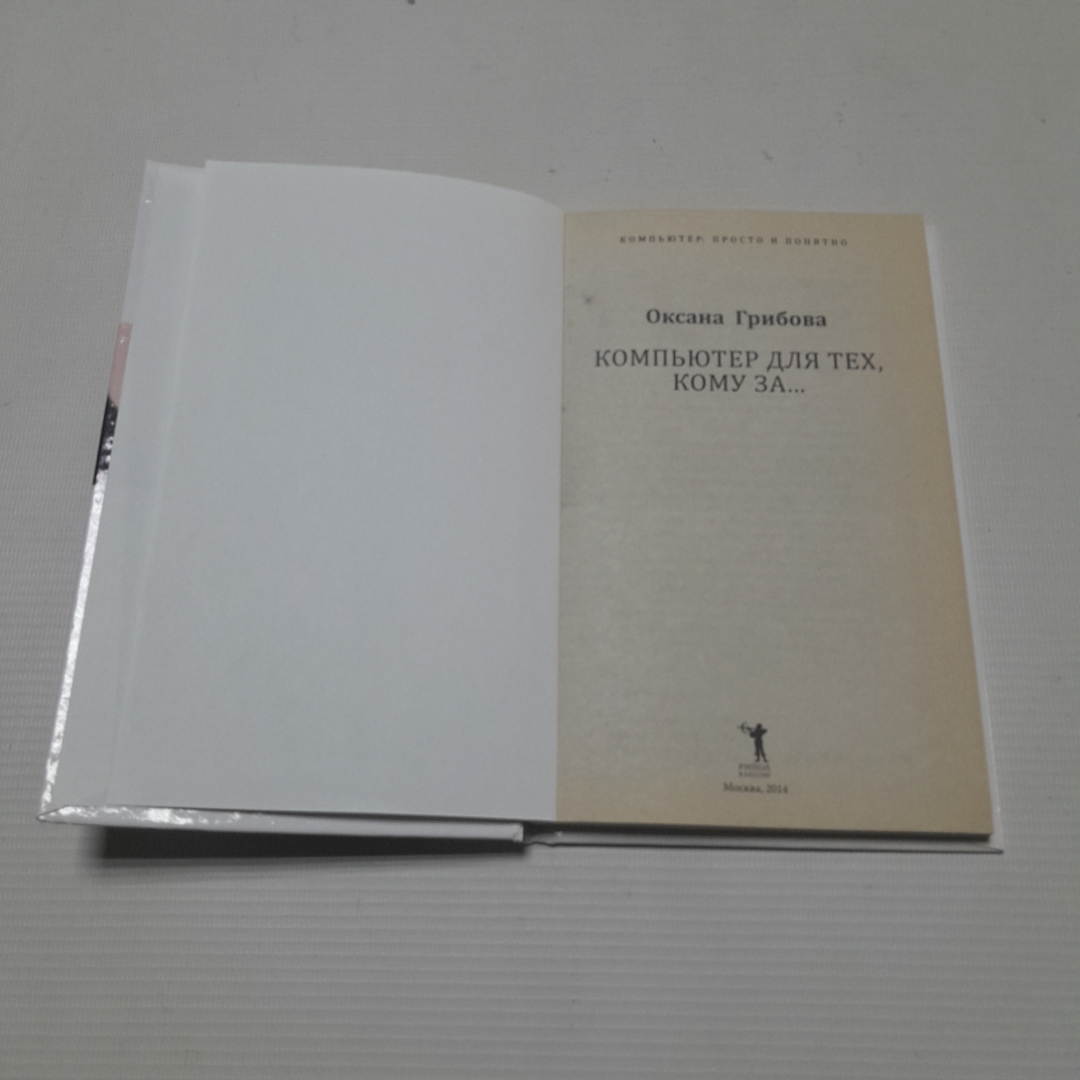 КОМПЬЮТЕР: ПРОСТО И ПОНЯТНО
Оксана Грибова
КОМПЬЮТЕР ДЛЯ ТЕХ,
КОМУ ЗА...
Москва, 2014